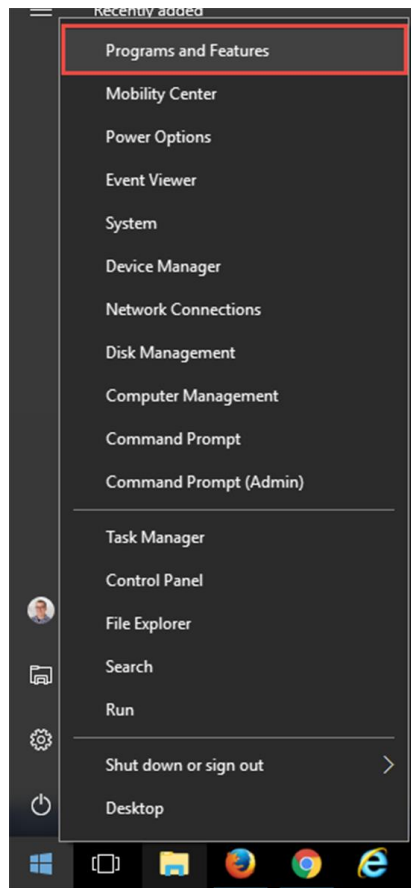 Recently added
Programs and Features
Mobility Center
Power Options
Event Viewer
System
Device Manager
Network Connections
Disk Management
Computer Management
Command Prompt
Command Prompt (Admin)
Task Manager
Control Panel
File Explorer
Search
Run
Shut down or sign out
Desktop